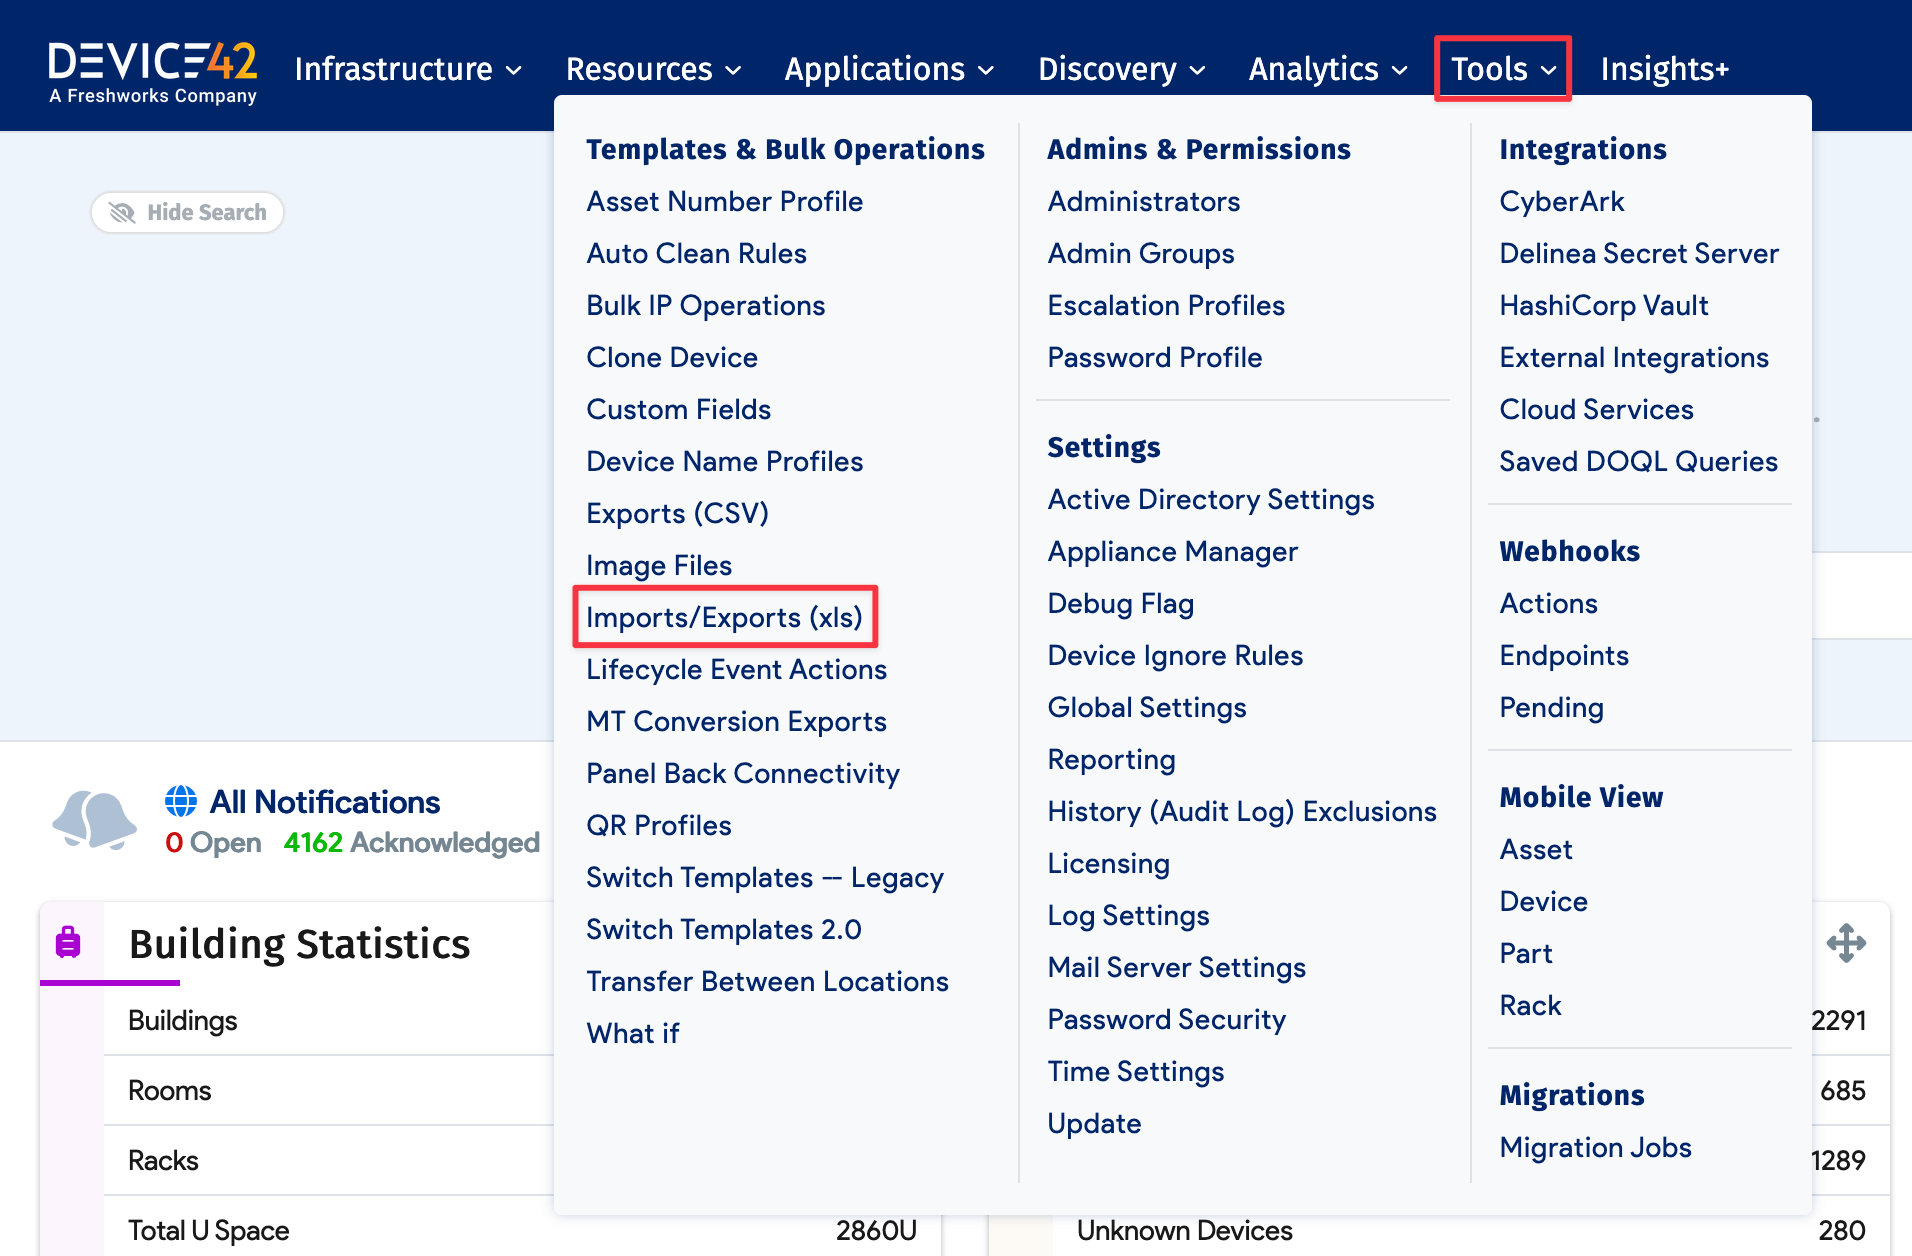 DEVICE42
A Freshworks Company
Infrastructure
Resources
Applications
Discovery
Analytics
Tools
Insights+
Hide Search
Templates & Bulk Operations
Asset Number Profile
Auto Clean Rules
Bulk IP Operations
Clone Device
Custom Fields
Device Name Profiles
Exports (CSV)
Image Files
Imports/Exports (xls)
Lifecycle Event Actions
MT Conversion Exports
Panel Back Connectivity
QR Profiles
Switch Templates -- Legacy
Switch Templates 2.0
Transfer Between Locations
What if
Admins & Permissions
Administrators
Admin Groups
Escalation Profiles
Password Profile
Settings
Active Directory Settings
Appliance Manager
Debug Flag
Device Ignore Rules
Global Settings
Reporting
History (Audit Log) Exclusions
Licensing
Log Settings
Mail Server Settings
Password Security
Time Settings
Update
Integrations
CyberArk
Delinea Secret Server
HashiCorp Vault
External Integrations
Cloud Services
Saved DOQL Queries
Webhooks
Actions
Endpoints
Pending
Mobile View
Asset
Device
Part
Rack
Migrations
Migration Jobs
All Notifications
0 Open 4162 Acknowledged
Building Statistics
Buildings
Rooms
Racks
Total U Space 2860U
2291
685
1289
Unknown Devices 280